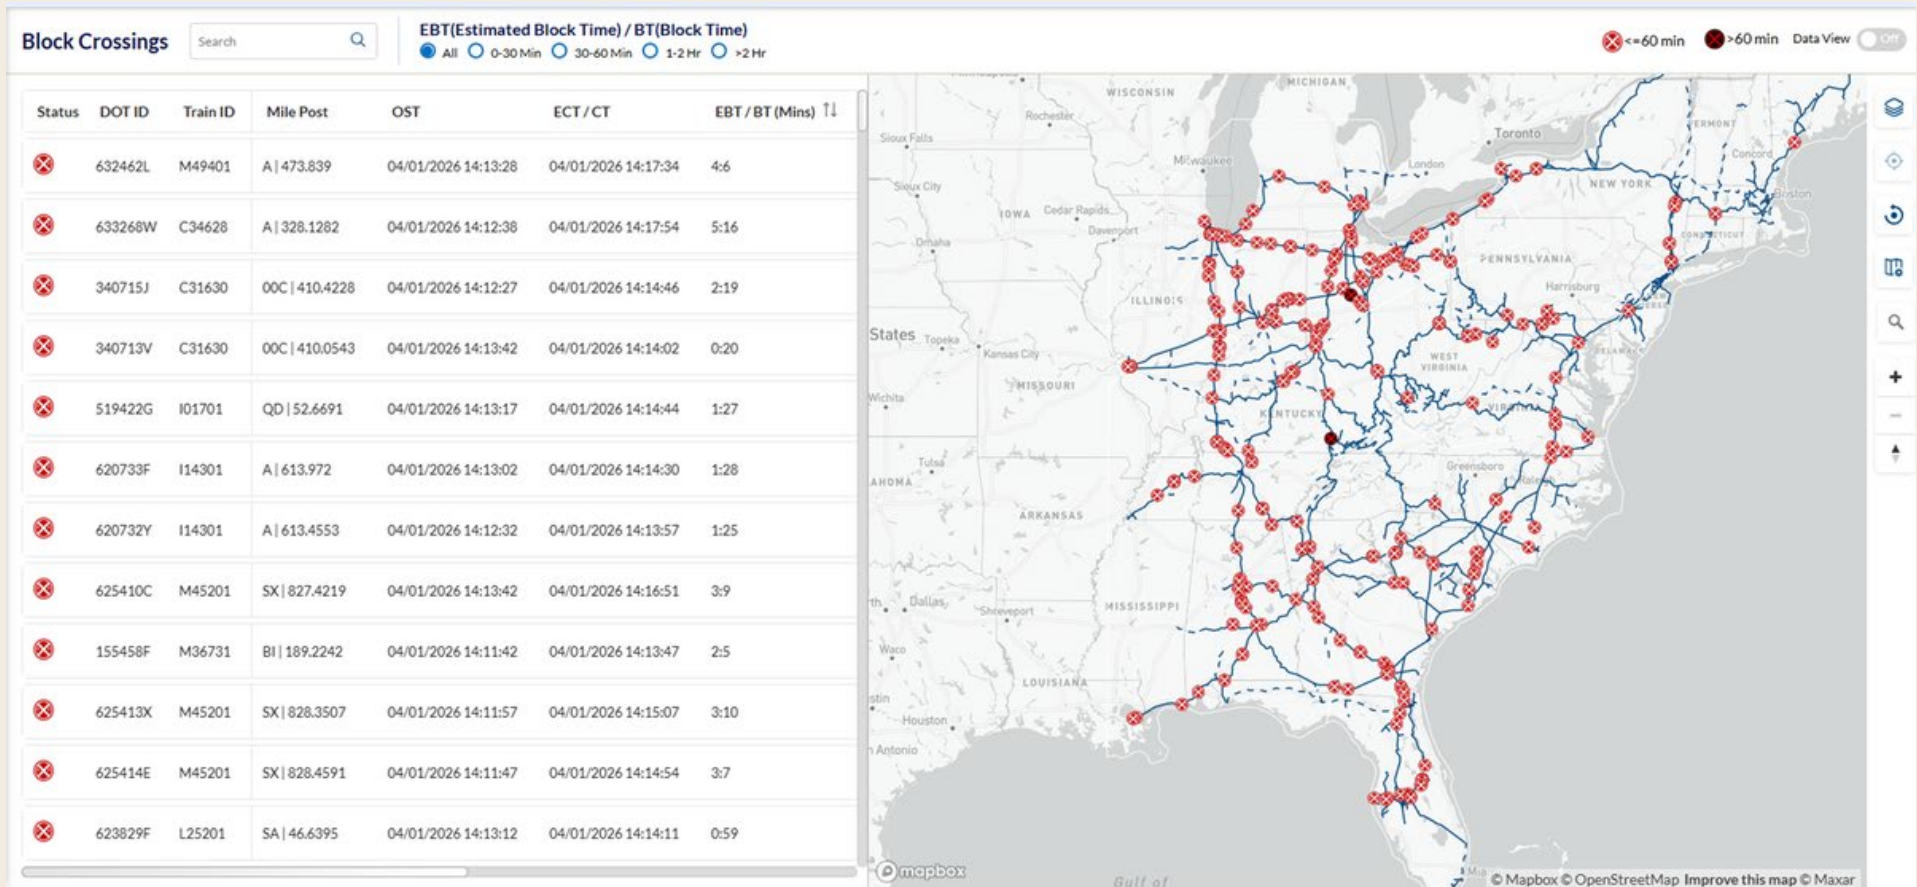 Block Crossings
Search
EBT(Estimated Block Time) / BT(Block Time)
All 0-30 Min 30-60 Min 1-2 Hr >2 Hr
<=60 min >60 min Data View Off
Status DOT ID Train ID Mile Post OST ECT / CT EBT / BT (Mins)
632462L M49401 A | 473.839 04/01/2026 14:13:28 04/01/2026 14:17:34 4:6
633268W C34628 A | 328.1282 04/01/2026 14:12:38 04/01/2026 14:17:54 5:16
340715J C31630 00C | 410.4228 04/01/2026 14:12:27 04/01/2026 14:14:46 2:19
340713V C31630 00C | 410.0543 04/01/2026 14:13:42 04/01/2026 14:14:02 0:20
519422G I01701 QD | 52.6691 04/01/2026 14:13:17 04/01/2026 14:14:44 1:27
620733F I14301 A | 613.972 04/01/2026 14:13:02 04/01/2026 14:14:30 1:28
620732Y I14301 A | 613.4553 04/01/2026 14:12:32 04/01/2026 14:13:57 1:25
625410C M45201 SX | 827.4219 04/01/2026 14:13:42 04/01/2026 14:16:51 3:9
155458F M36731 BI | 189.2242 04/01/2026 14:11:42 04/01/2026 14:13:47 2:5
625413X M45201 SX | 828.3507 04/01/2026 14:11:57 04/01/2026 14:15:07 3:10
625414E M45201 SX | 828.4591 04/01/2026 14:11:47 04/01/2026 14:14:54 3:7
623829F L25201 SA | 46.6395 04/01/2026 14:13:12 04/01/2026 14:14:11 0:59
MICHIGAN
WISCONSIN
Rochester
Sioux Falls
Toronto
VERMONT
Milwaukee
London
Concord
Sioux City
NEW YORK
Boston
IOWA
Cedar Rapids
Davenport
CONNECTICUT
Omaha
PENNSYLVANIA
Harrisburg
ILLINOIS
States
Topeka
Kansas City
DELAWARE
WEST
VIRGINIA
MISSOURI
Wichita
KENTUCKY
VIRGINIA
Tulsa
Greensboro
Raleigh
AHOMA
ARKANSAS
Dallas
Shreveport
MISSISSIPPI
Waco
LOUISIANA
stin
Houston
n Antonio
mapbox
Gulf of
© Mapbox © OpenStreetMap Improve this map © Maxar